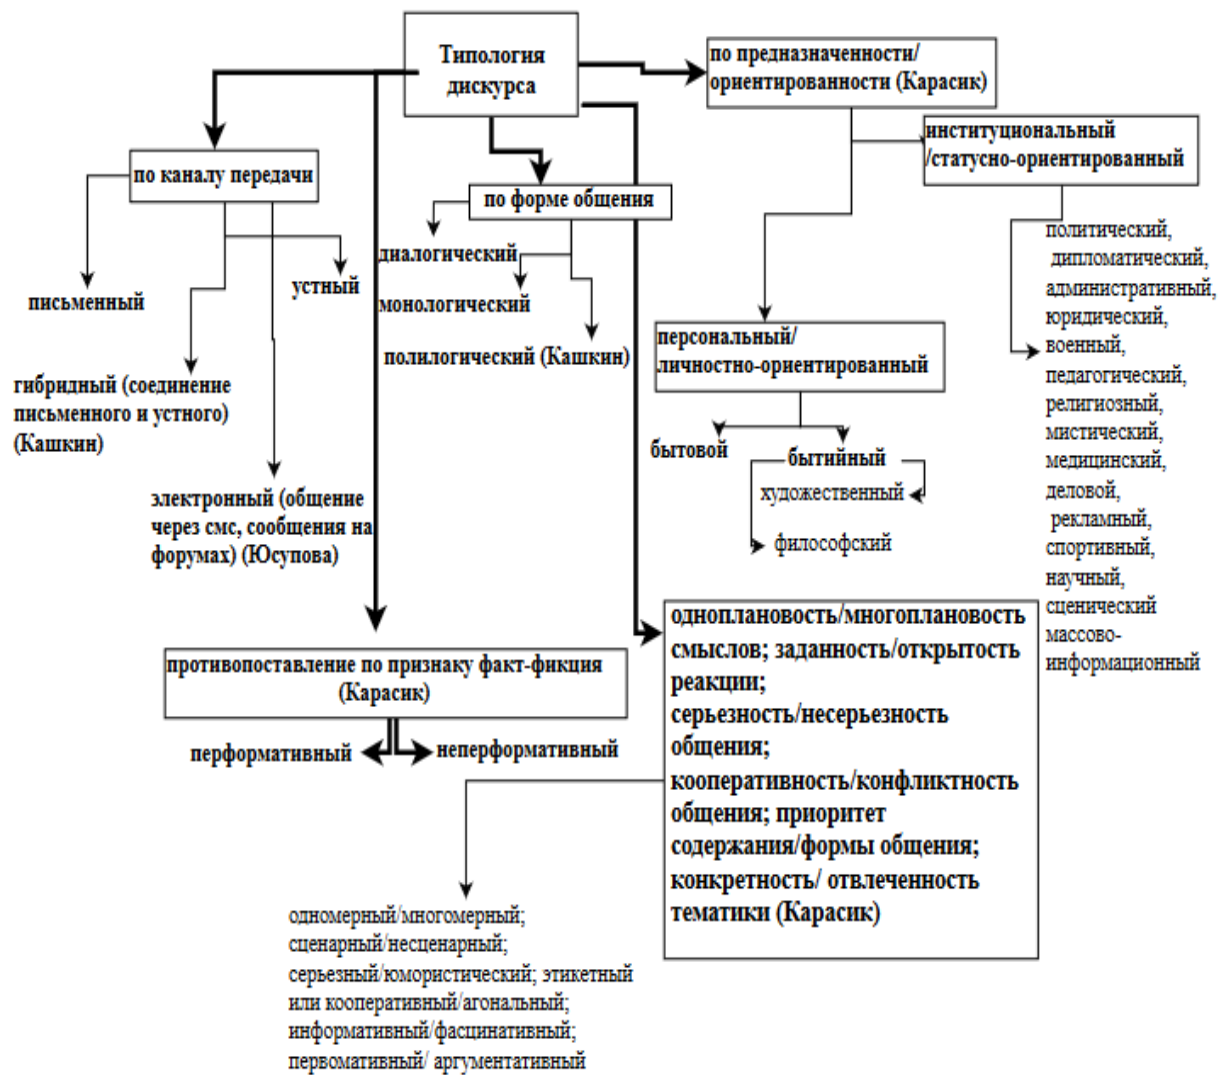 Типология
дискурса
по предназначенности/
ориентированности (Карасик)
институциональный
/статусно-ориентированный
по каналу передачи
по форме общения
письменный
устный
гибридный (соединение
письменного и устного)
(Кашкин)
электронный (общение
через смс, сообщения на
форумах) (Юсупова)
диалогический
монологический
полилогический (Кашкин)
персональный/
личностно-ориентированный
бытовой
бытийный
художественный
философский
политический,
дипломатический,
административный,
юридический,
военный,
педагогический,
религиозный,
мистический,
медицинский,
деловой,
рекламный,
спортивный,
научный,
сценический
массово-
информационный
противопоставление по признаку факт-фикция
(Карасик)
перформативный
неперформативный
одноплановость/многоплановость
смыслов; заданность/открытость
реакции;
серьезность/несерьезность
общения;
кооперативность/конфликтность
общения; приоритет
содержания/формы общения;
конкретность/ отвлеченность
тематики (Карасик)
одномерный/многомерный;
сценарный/несценарный;
серьезный/юмористический; этикетный
или кооперативный/агональный;
информативный/фасцинативный;
первомативный/ аргументативный